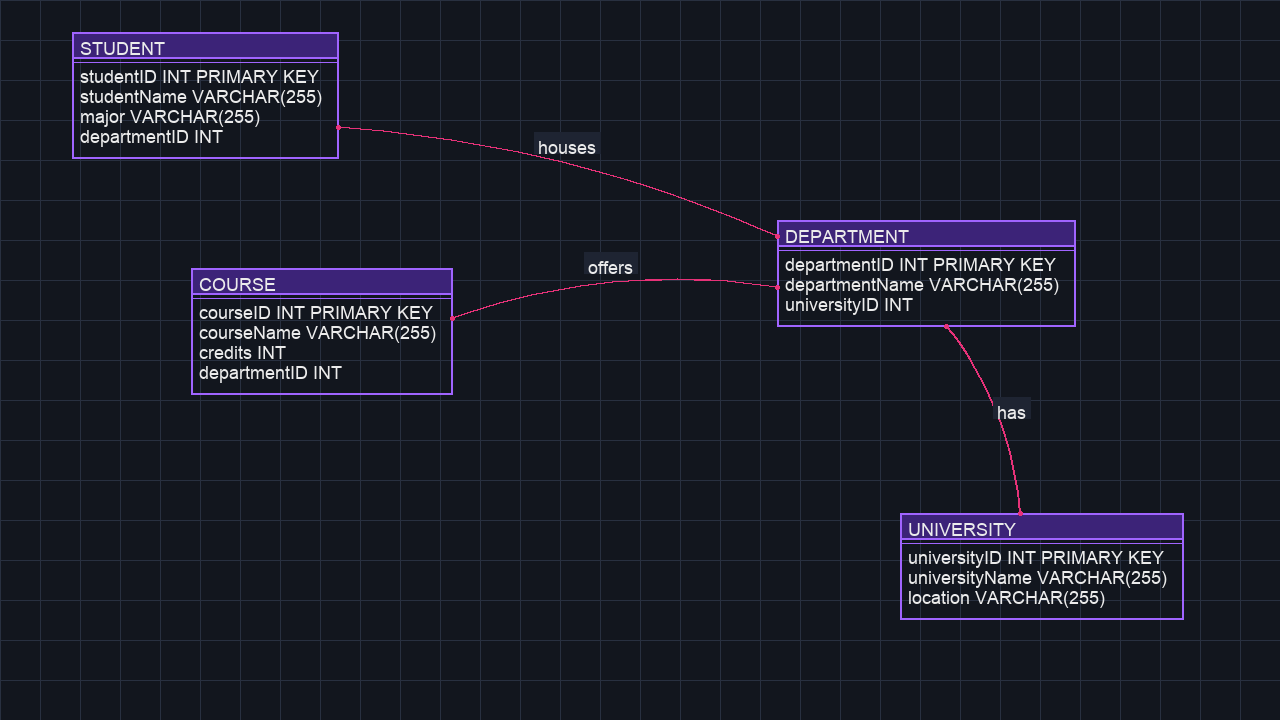 STUDENT
studentID INT PRIMARY KEY
studentName VARCHAR(255)
major VARCHAR(255)
departmentID INT
houses
DEPARTMENT
departmentID INT PRIMARY KEY
departmentName VARCHAR(255)
universityID INT
offers
COURSE
courseID INT PRIMARY KEY
courseName VARCHAR(255)
credits INT
departmentID INT
has
UNIVERSITY
universityID INT PRIMARY KEY
universityName VARCHAR(255)
location VARCHAR(255)